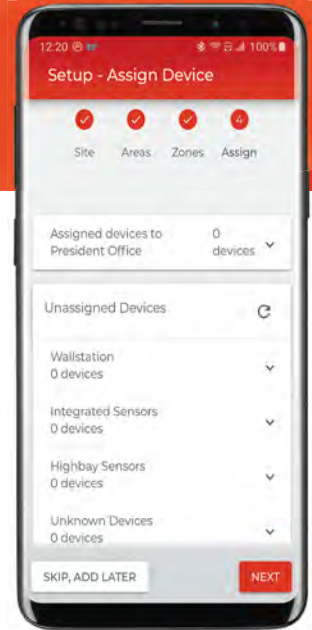 12:20 100%
Setup - Assign Device
4
Site Areas Zones Assign
Assigned devices to 0
President Office devices
Unassigned Devices
Wallstation
0 devices
Integrated Sensors
0 devices
Highbay Sensors
0 devices
Unknown Devices
0 devices
SKIP, ADD LATER NEXT